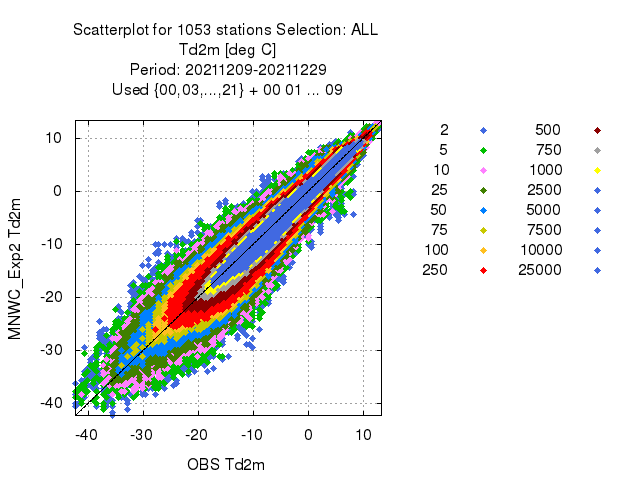 Scatterplot for 1053 stations Selection: ALL
Td2m [deg C]
Period: 20211209-20211229
Used {00,03,...,21} + 00 01 ... 09
10
0
-10
-20
-30
-40
MNWC_Exp2 Td2m
-40 -30 -20 -10 0 10
OBS Td2m
2 500
5 750
10 1000
25 2500
50 5000
75 7500
100 10000
250 25000